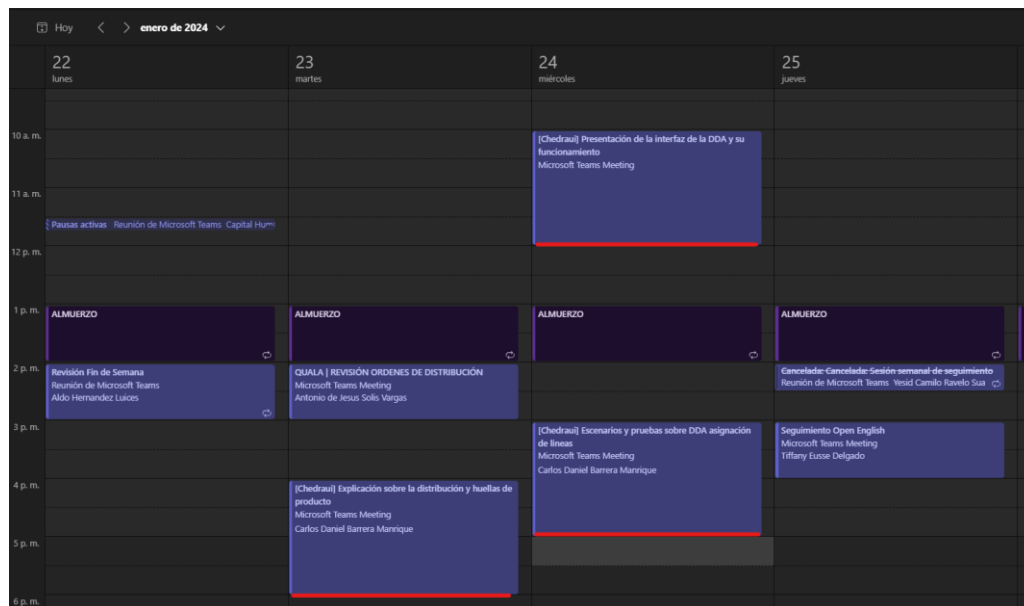 Hoy
enero de 2024
22
lunes
23
martes
24
miércoles
25
jueves
10 a. m.
11 a. m.
12 p. m.
1 p. m.
2 p. m.
3 p. m.
4 p. m.
5 p. m.
6 p. m.
Pausas activas Reunión de Microsoft Teams Capital
ALMUERZO
Revisión Fin de Semana
Reunión de Microsoft Teams
Aldo Hernandez Luices
ALMUERZO
QUALA | REVISIÓN ORDENES DE DISTRIBUCIÓN
Microsoft Teams Meeting
Antonio de Jesus Solis Vargas
[Chedraui] Explicación sobre la distribución y huellas de
producto
Microsoft Teams Meeting
Carlos Daniel Barrera Manrique
[Chedraui] Presentación de la interfaz de la DDA y su
funcionamiento
Microsoft Teams Meeting
ALMUERZO
[Chedraui] Escenarios y pruebas sobre DDA asignación
de lineas
Microsoft Teams Meeting
Carlos Daniel Barrera Manrique
ALMUERZO
Cancelada: Cancelada: Sesión semanal de seguimiento
Reunión de Microsoft Teams Yesid Camilo Ravelo Sua
Seguimiento Open English
Microsoft Teams Meeting
Tiffany Eusse Delgado